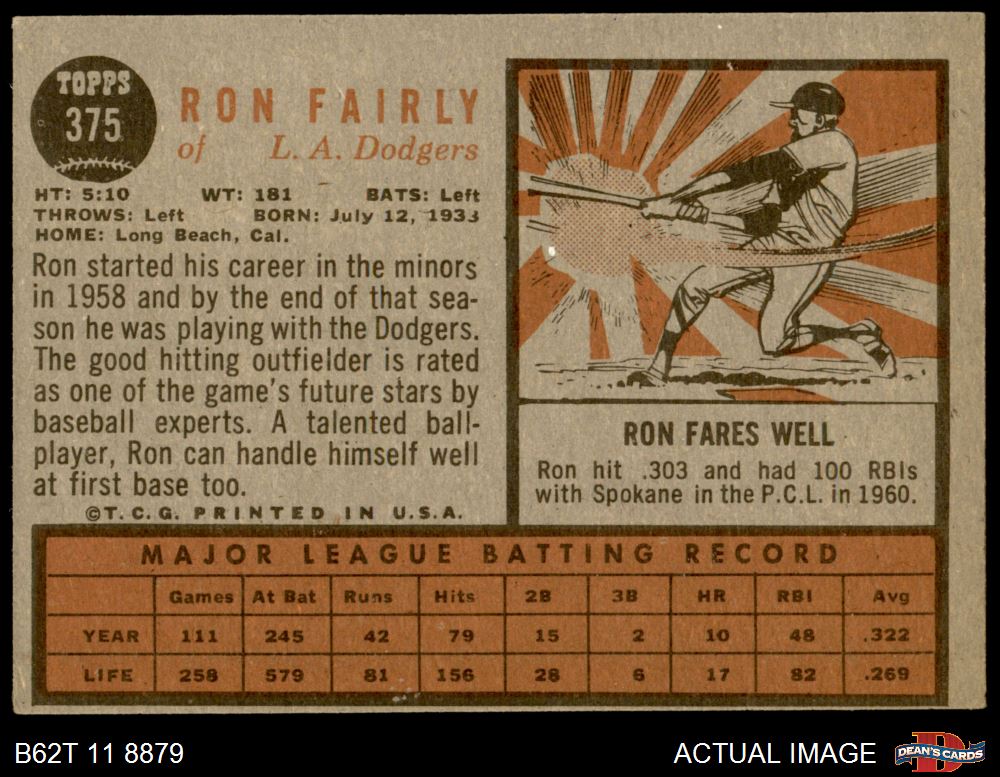 TOPPS
375
RON FAIRLY
of L. A. Dodgers
HT: 5:10 WT: 181 BATS: Left
THROWS: Left BORN: July 12, 1933
HOME: Long Beach, Cal.
Ron started his career in the minors
in 1958 and by the end of that sea-
son he was playing with the Dodgers.
The good hitting outfielder is rated
as one of the game's future stars by
baseball experts. A talented ball-
player, Ron can handle himself well
at first base too.
©T.C.G. PRINTED IN U.S.A.
RON FARES WELL
Ron hit .303 and had 100 RBIs
with Spokane in the P.C.L. in 1960.
MAJOR LEAGUE BATTING RECORD
Games At Bat Runs Hits 2B 3B HR RBI Avg
YEAR 111 245 42 79 15 2 10 48 .322
LIFE 258 579 81 156 28 6 17 82 .269
B62T 11 8879
ACTUAL IMAGE
D
DEAN'S CARDS